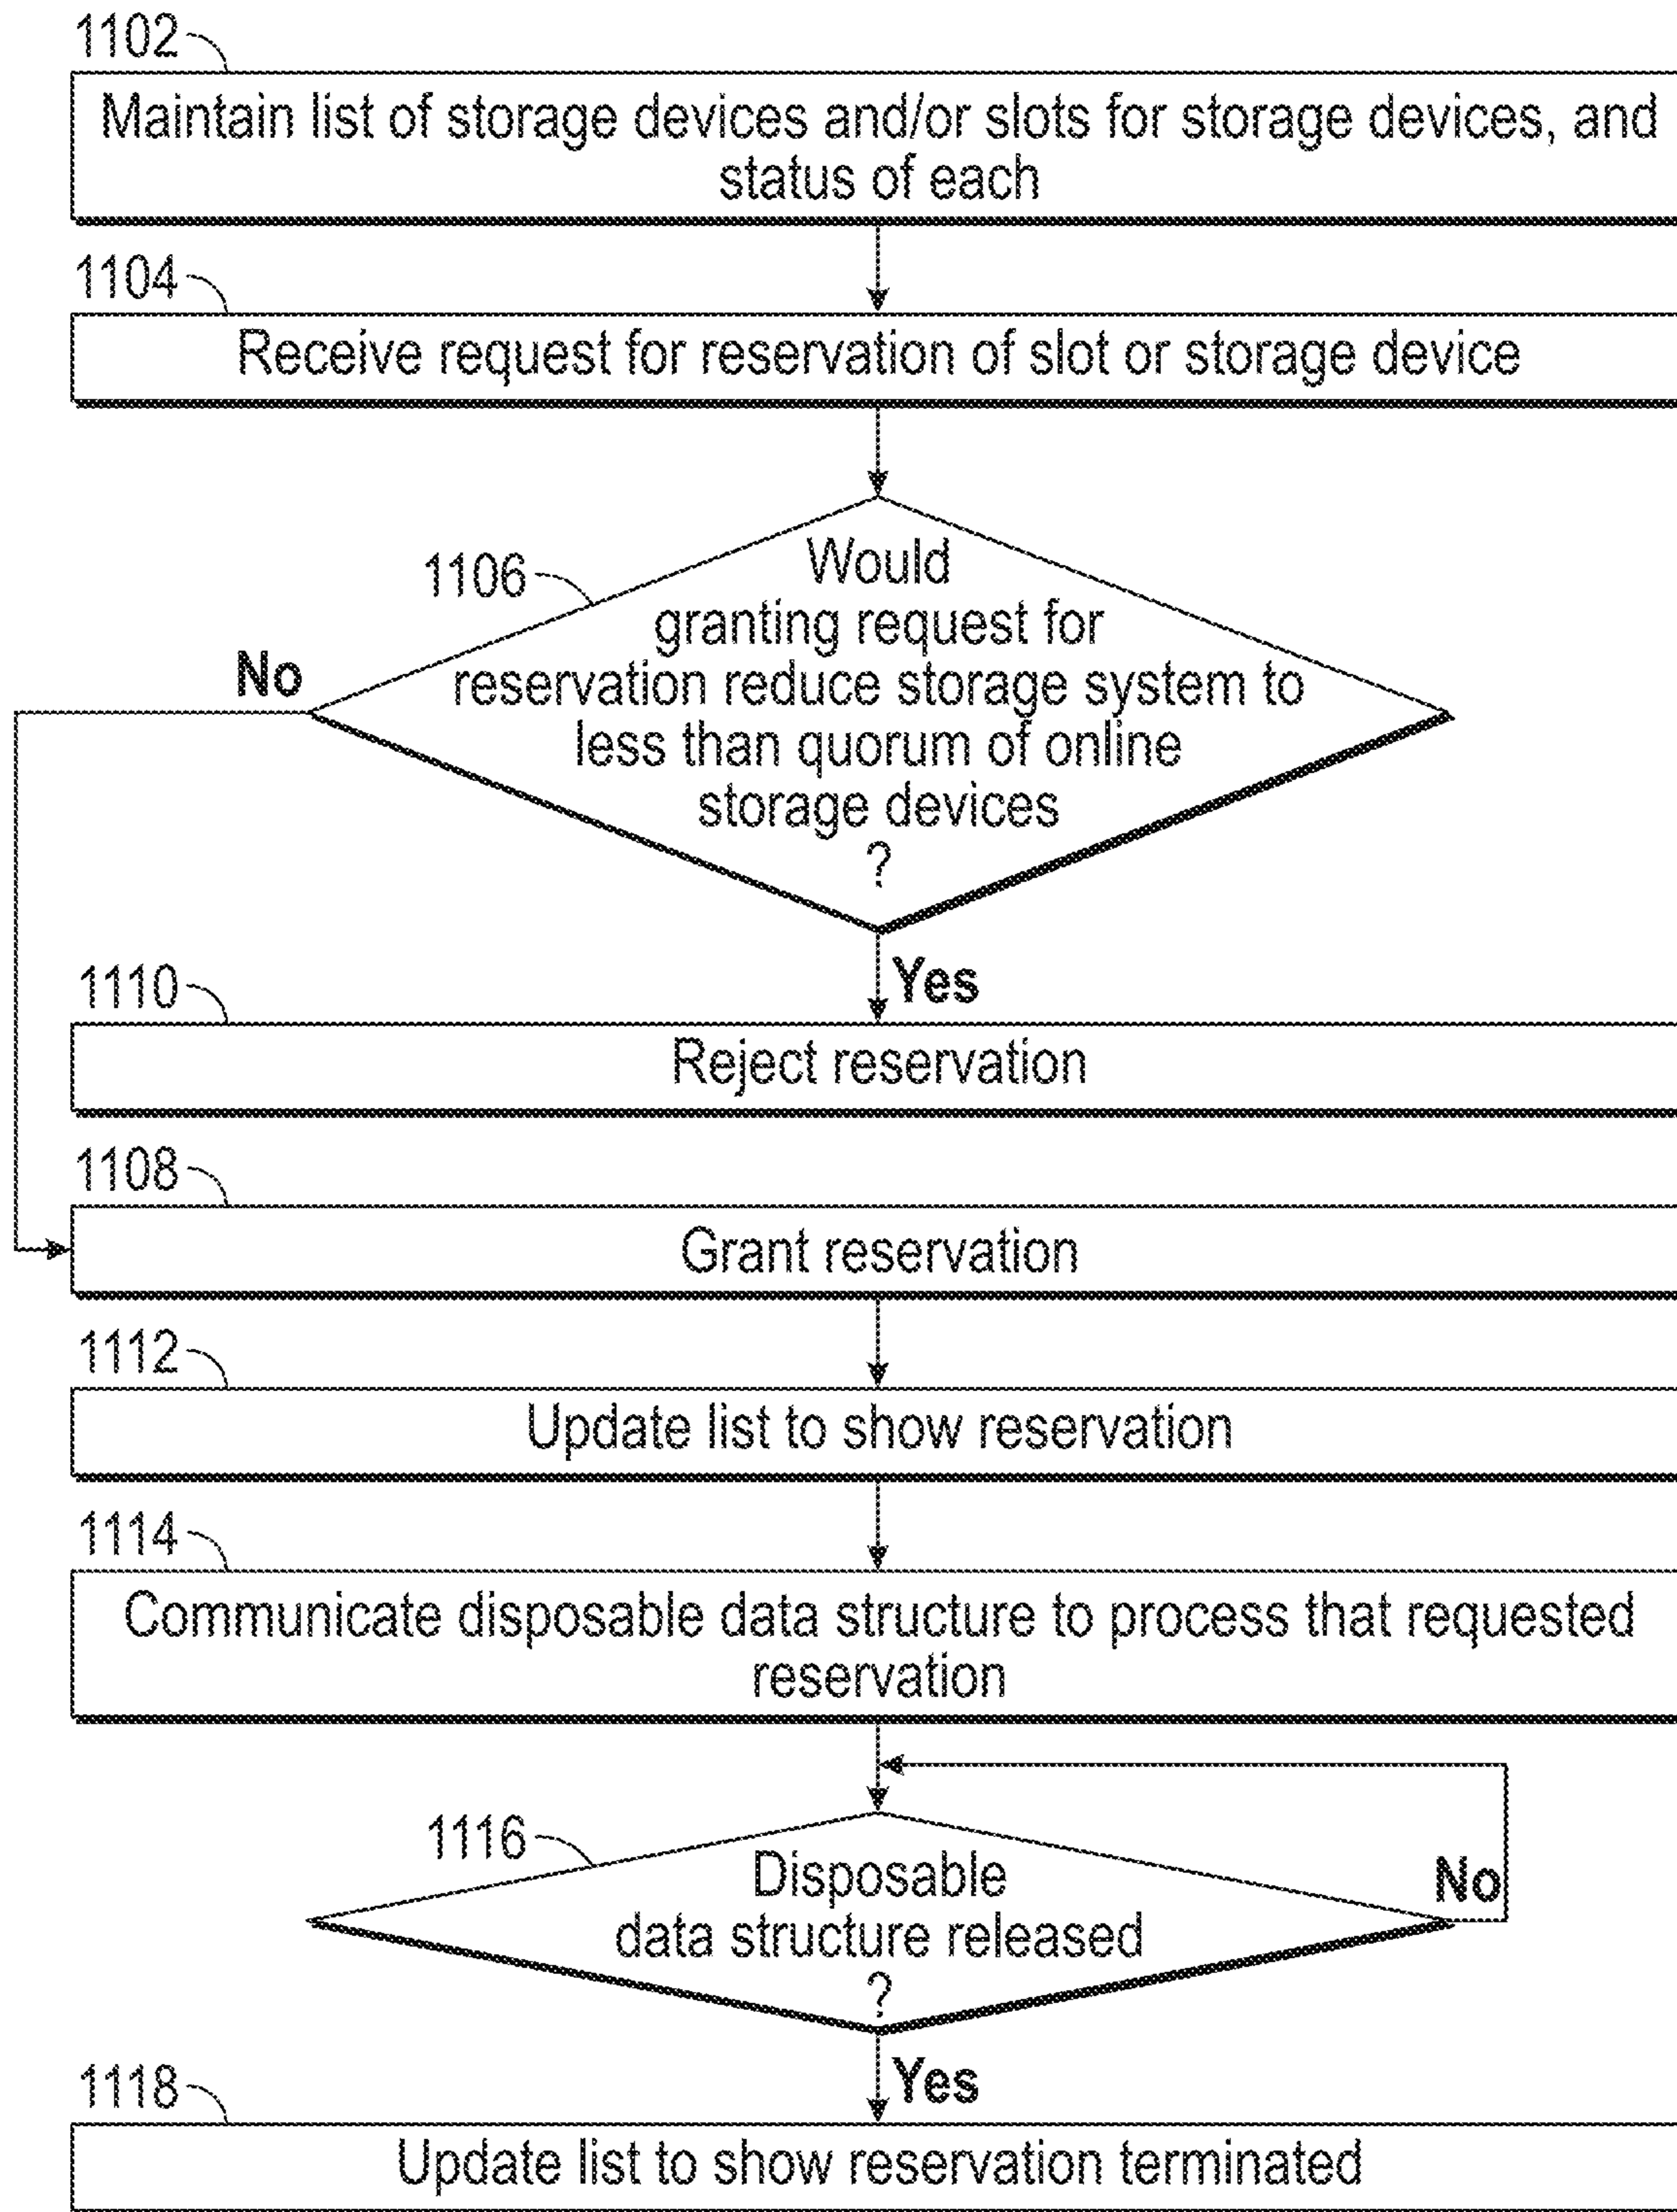 1102
Maintain list of storage devices and/or slots for storage devices, and
status of each
1104
Receive request for reservation of slot or storage device
1106
Would
granting request for
reservation reduce storage system to
less than quorum of online
storage devices
?
No
Yes
1110
Reject reservation
1108
Grant reservation
1112
Update list to show reservation
1114
Communicate disposable data structure to process that requested
reservation
1116
Disposable
data structure released
?
No
Yes
1118
Update list to show reservation terminated